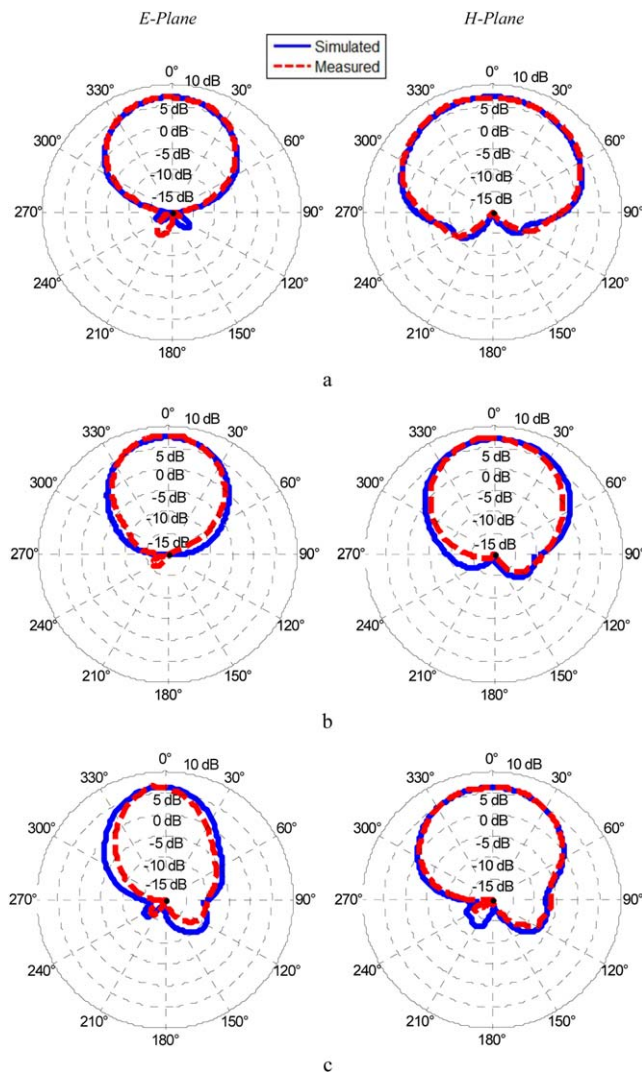 E-Plane
H-Plane
Simulated
Measured
0°
10 dB
330°
30°
5 dB
300°
0 dB
60°
-5 dB
-10 dB
-15 dB
270°
90°
240°
120°
210°
150°
180°
0°
10 dB
330°
30°
5 dB
300°
0 dB
60°
-5 dB
-10 dB
-15 dB
270°
90°
240°
120°
210°
150°
180°
a
0°
10 dB
330°
30°
5 dB
300°
0 dB
60°
-5 dB
-10 dB
-15 dB
270°
90°
240°
120°
210°
150°
180°
0°
10 dB
330°
30°
5 dB
300°
0 dB
60°
-5 dB
-10 dB
-15 dB
270°
90°
240°
120°
210°
150°
180°
b
0°
10 dB
330°
30°
5 dB
300°
0 dB
60°
-5 dB
-10 dB
-15 dB
270°
90°
240°
120°
210°
150°
180°
0°
10 dB
330°
30°
5 dB
300°
0 dB
60°
-5 dB
-10 dB
-15 dB
270°
90°
240°
120°
210°
150°
180°
c